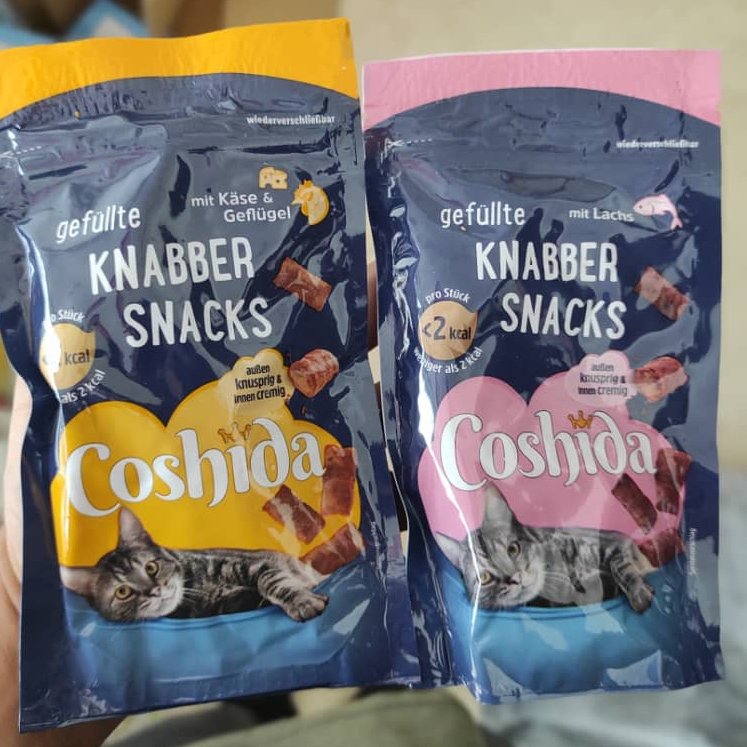 wiederverschließbar
gefüllte
mit Käse &
Geflügel
KNABBER
SNACKS
pro Stück
kcal
als 2 kcal
außen
knusprig &
innen cremig
Coshida
wiederverschließbar
gefüllte
mit Lachs
KNABBER
SNACKS
pro Stück
<2 kcal
weniger als 2 kcal
außen
knusprig &
innen cremig
Coshida